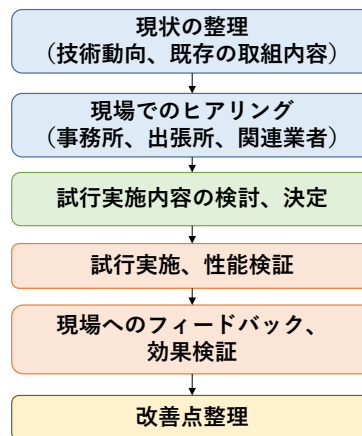 現状の整理
（技術動向、既存の取組内容）
現場でのヒアリング
（事務所、出張所、関連業者）
試行実施内容の検討、決定
試行実施、性能検証
現場へのフィードバック、
効果検証
改善点整理